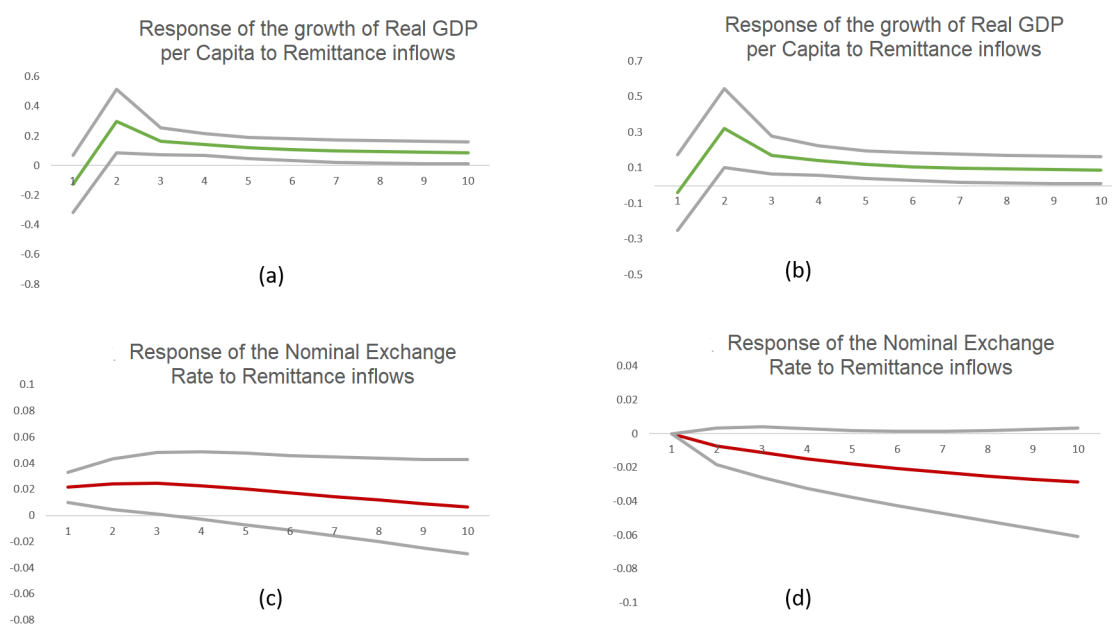 Response of the growth of Real GDP
per Capita to Remittance inflows
0.6
0.4
0.2
0
-0.2
-0.4
-0.6
-0.8
1 2 3 4 5 6 7 8 9 10
(a)
Response of the growth of Real GDP
per Capita to Remittance inflows
0.7
0.5
0.3
0.1
-0.1
-0.3
-0.5
1 2 3 4 5 6 7 8 9 10
(b)
Response of the Nominal Exchange
Rate to Remittance inflows
0.1
0.08
0.06
0.04
0.02
0
-0.02
-0.04
-0.06
-0.08
1 2 3 4 5 6 7 8 9 10
(c)
Response of the Nominal Exchange
Rate to Remittance inflows
0.04
0.02
0
-0.02
-0.04
-0.06
-0.08
-0.1
1 2 3 4 5 6 7 8 9 10
(d)